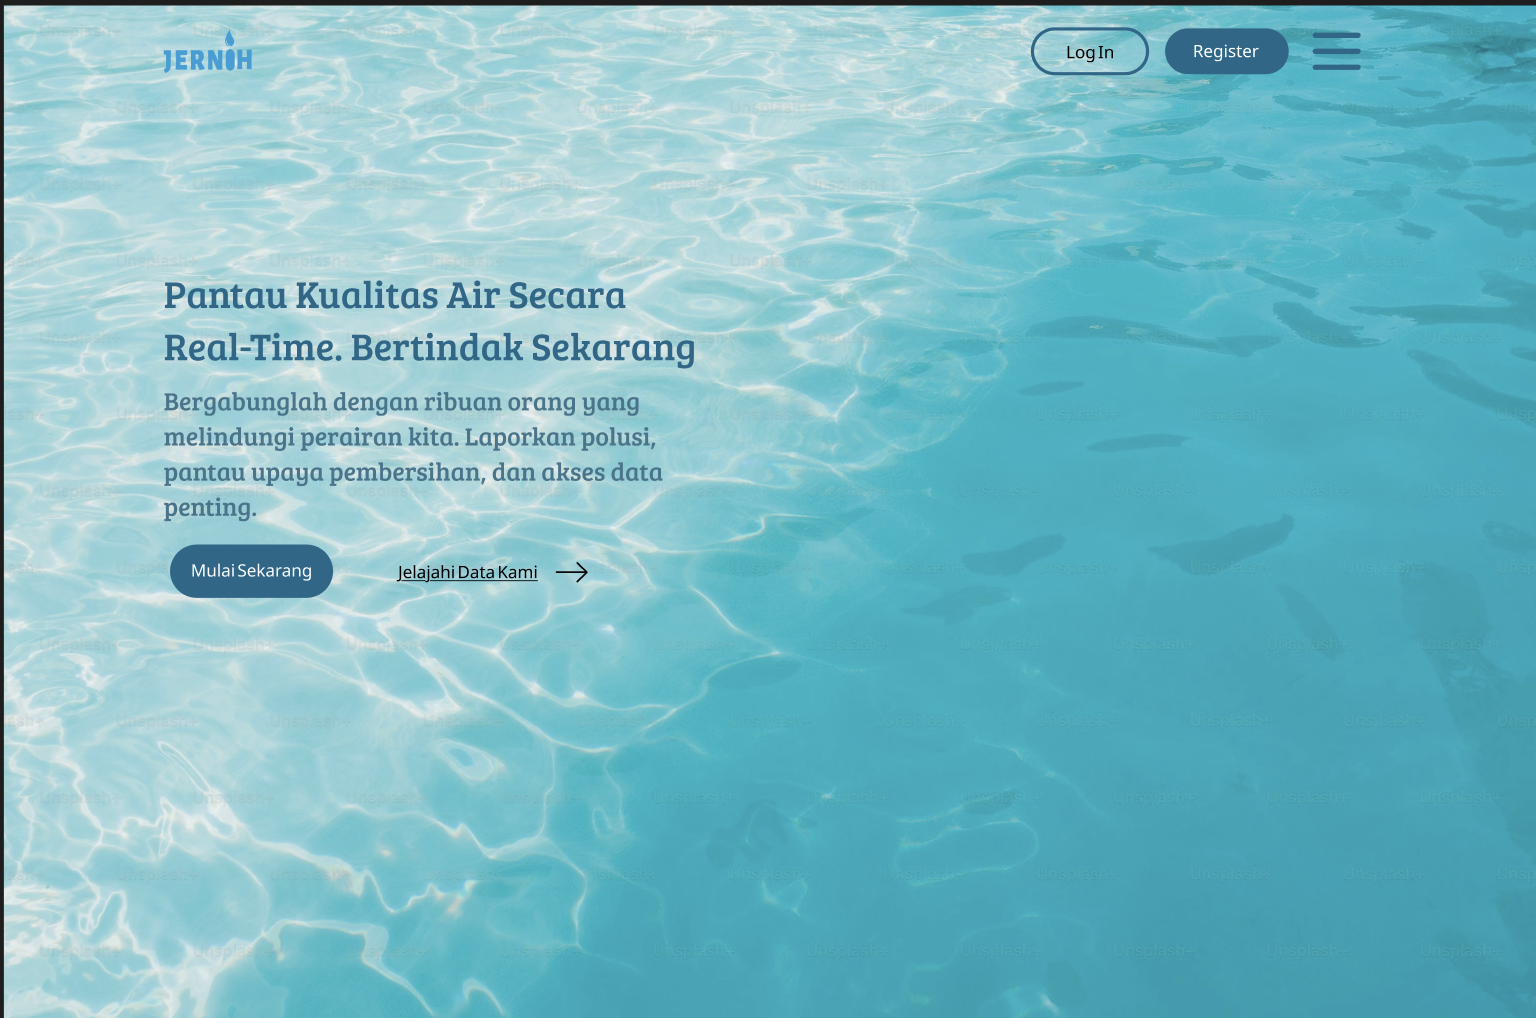 JERNIH
Log In
Register
Pantau Kualitas Air Secara
Real-Time. Bertindak Sekarang
Bergabunglah dengan ribuan orang yang
melindungi perairan kita. Laporkan polusi,
pantau upaya pembersihan, dan akses data
penting.
Mulai Sekarang
Jelajahi Data Kami